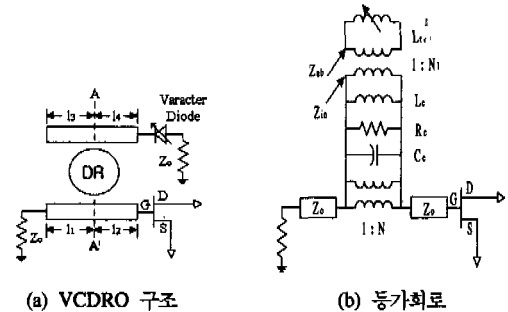 A
l₃ l₄
Varacter
Diode
Zₒ
DR
G D
S
Zₒ
l₁ l₂
A'
(a) VCDRO 구조
Zₐb
1:N₁
Zᵢₙ
Lc
Rc
Cc
Zₒ Zₒ G D
S
1:N
(b) 등가회로